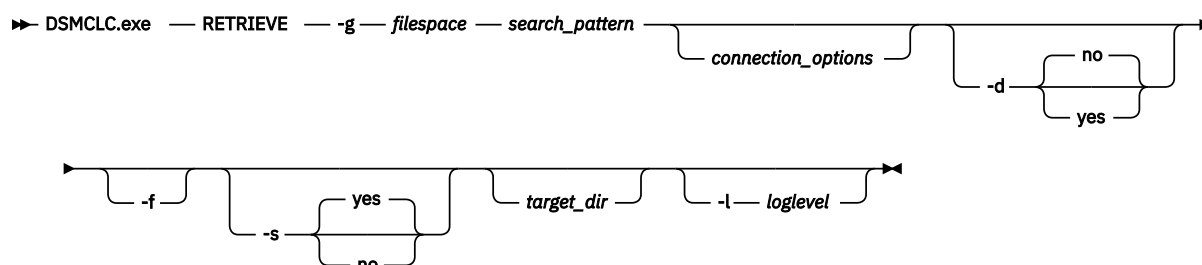 DSMCLC.exe RETRIEVE -g filespace search_pattern
connection_options
no
-d
yes
-f
yes
-s
no
target_dir
-l loglevel